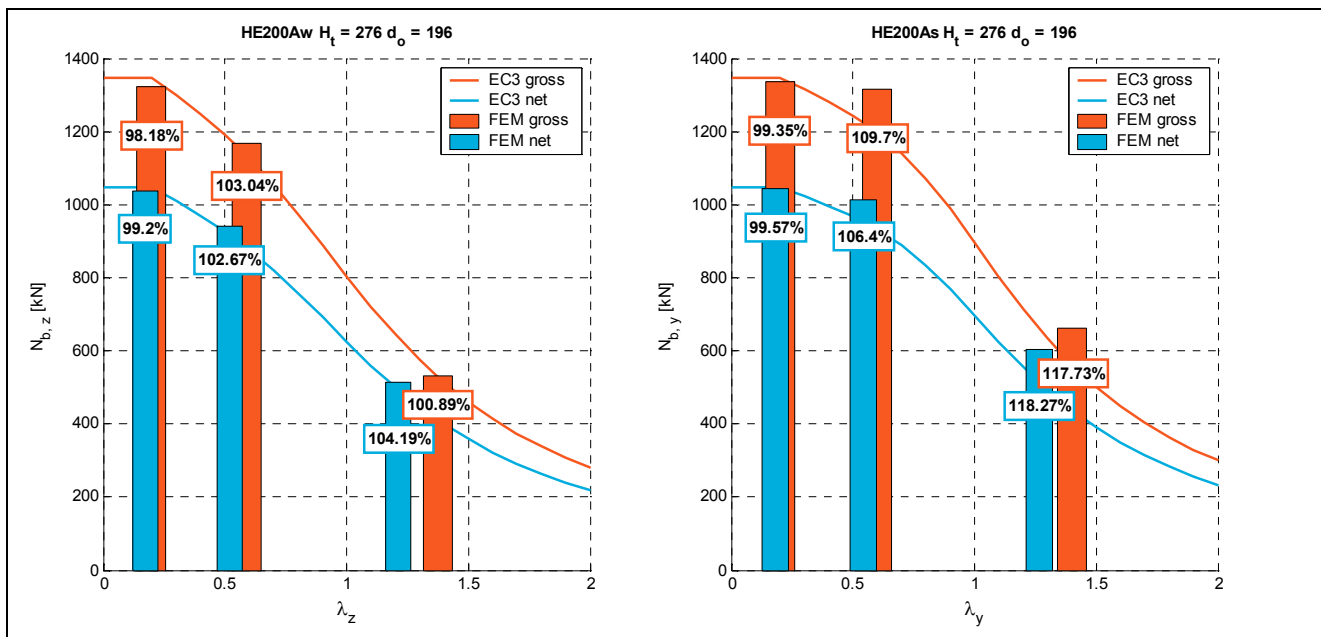 HE200Aw H_t = 276 d_o = 196
1400
1200
1000
800
600
400
200
0
N_b, z [kN]
EC3 gross
EC3 net
FEM gross
FEM net
98.18%
103.04%
99.2%
102.67%
100.89%
104.19%
0
0.5
1
1.5
2
λ_z
HE200As H_t = 276 d_o = 196
1400
1200
1000
800
600
400
200
0
N_b, y [kN]
EC3 gross
EC3 net
FEM gross
FEM net
99.35%
109.7%
99.57%
106.4%
117.73%
118.27%
0
0.5
1
1.5
2
λ_y